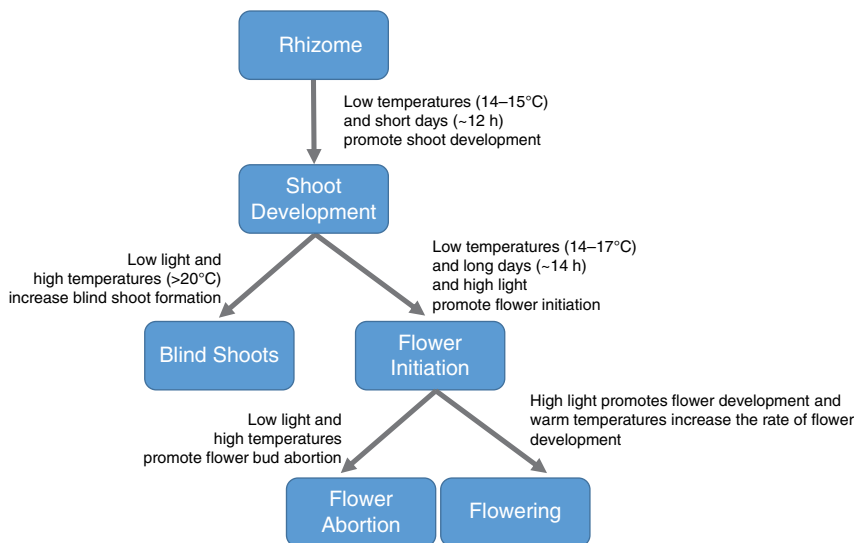 Rhizome
Low temperatures (14–15°C)
and short days (~12 h)
promote shoot development
Shoot
Development
Low light and
high temperatures (>20°C)
increase blind shoot formation
Low temperatures (14–17°C)
and long days (~14 h)
and high light
promote flower initiation
Blind Shoots
Flower
Initiation
Low light and
high temperatures
promote flower bud abortion
High light promotes flower development and
warm temperatures increase the rate of flower
development
Flower
Abortion
Flowering